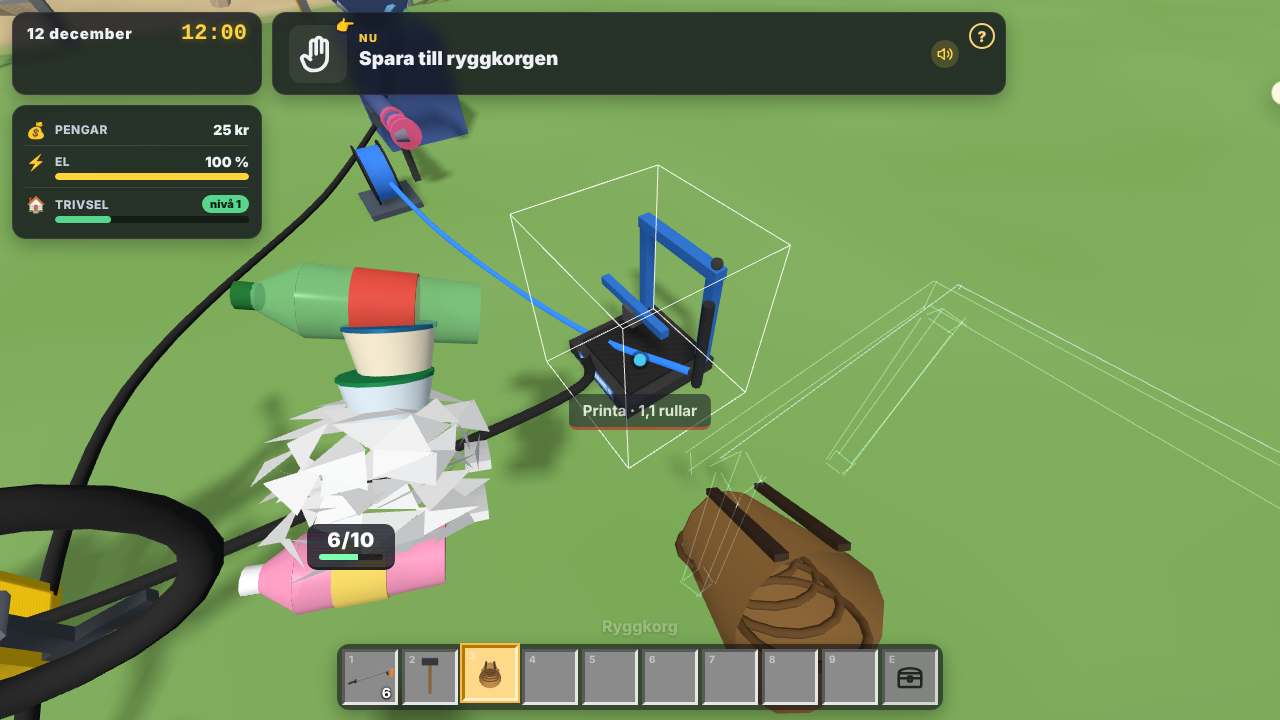 12 december 12:00
NU
Spara till ryggkorgen
?
PENGAR 25 kr
EL 100 %
TRIVSEL nivå 1
Printa · 1,1 rullar
6/10
Ryggkorg
1 2 3 4 5 6 7 8 9 E
6